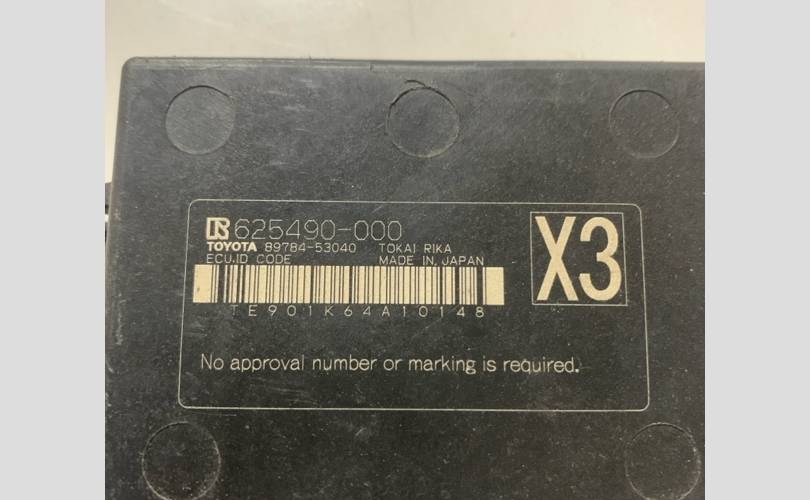 625490-000
TOYOTA 89784-53040 TOKAI RIKA
ECU,ID CODE MADE IN JAPAN
X3
TE901K64A10148
No approval number or marking is required.